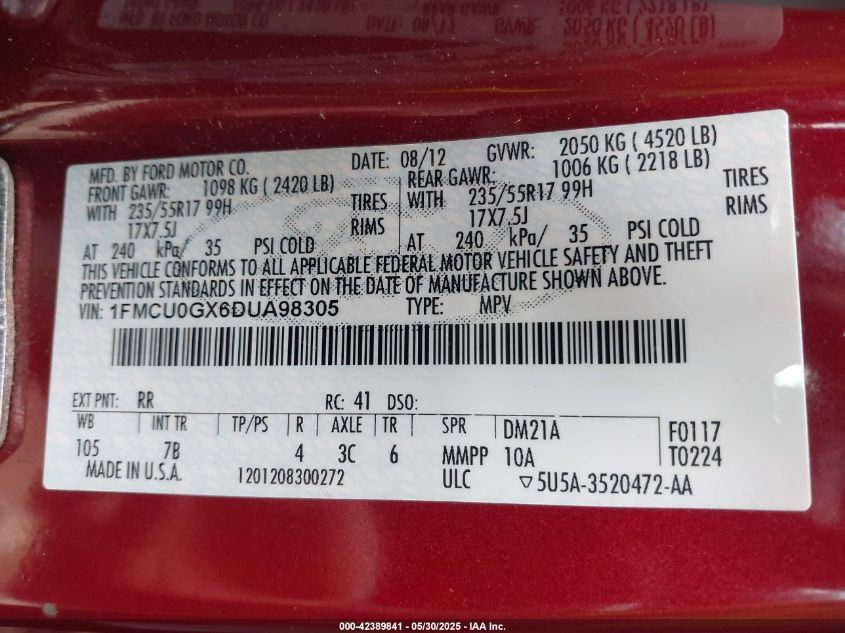 MFD. BY FORD MOTOR CO.
DATE: 08/12 GVWR: 2050 KG ( 4520 LB)
FRONT GAWR: 1098 KG ( 2420 LB) REAR GAWR: 1006 KG ( 2218 LB)
WITH 235/55R17 99H TIRES WITH 235/55R17 99H TIRES
17X7.5J RIMS 17X7.5J RIMS
AT 240 kPa/ 35 PSI COLD AT 240 kPa/ 35 PSI COLD
THIS VEHICLE CONFORMS TO ALL APPLICABLE FEDERAL MOTOR VEHICLE SAFETY AND THEFT
PREVENTION STANDARDS IN EFFECT ON THE DATE OF MANUFACTURE SHOWN ABOVE.
VIN: 1FMCU0GX6DUA98305 TYPE: MPV
EXT PNT: RR RC: 41 DSO:
WB INT TR TP/PS R AXLE TR SPR DM21A F0117
105 7B 4 3C 6 MMPP 10A T0224
MADE IN U.S.A. 1201208300272 ULC ▽5U5A-3520472-AA
000-42389841 - 05/30/2025 - IAA Inc.